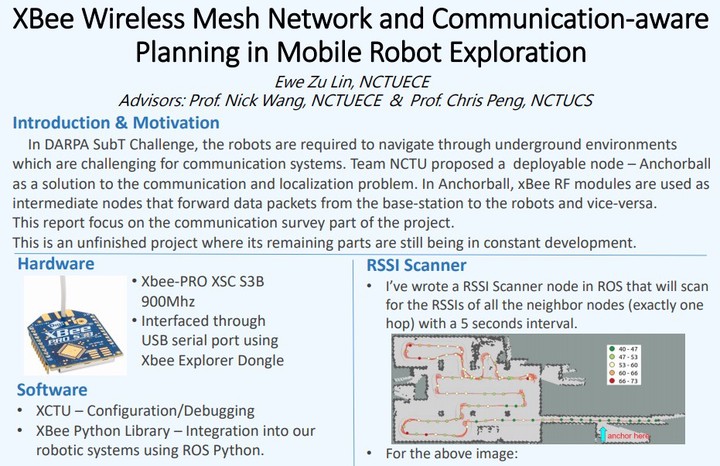 XBee Wireless Mesh Network and Communication-aware
Planning in Mobile Robot Exploration
Ewe Zu Lin, NCTUECE
Advisors: Prof. Nick Wang, NCTUECE & Prof. Chris Peng, NCTUCS
Introduction & Motivation
In DARPA SubT Challenge, the robots are required to navigate through underground environments
which are challenging for communication systems. Team NCTU proposed a deployable node – Anchorball
as a solution to the communication and localization problem. In Anchorball, xBee RF modules are used as
intermediate nodes that forward data packets from the base-station to the robots and vice-versa.
This report focus on the communication survey part of the project.
This is an unfinished project where its remaining parts are still being in constant development.
Hardware
• Xbee-PRO XSC S3B
900Mhz
• Interfaced through
USB serial port using
Xbee Explorer Dongle
XBee
PRO
Software
• XCTU – Configuration/Debugging
• XBee Python Library – Integration into our
robotic systems using ROS Python.
RSSI Scanner
• I've wrote a RSSI Scanner node in ROS that will scan
for the RSSIs of all the neighbor nodes (exactly one
hop) with a 5 seconds interval.
40 - 47
47 - 53
53 - 60
60 - 66
66 - 73
anchor here
• For the above image: